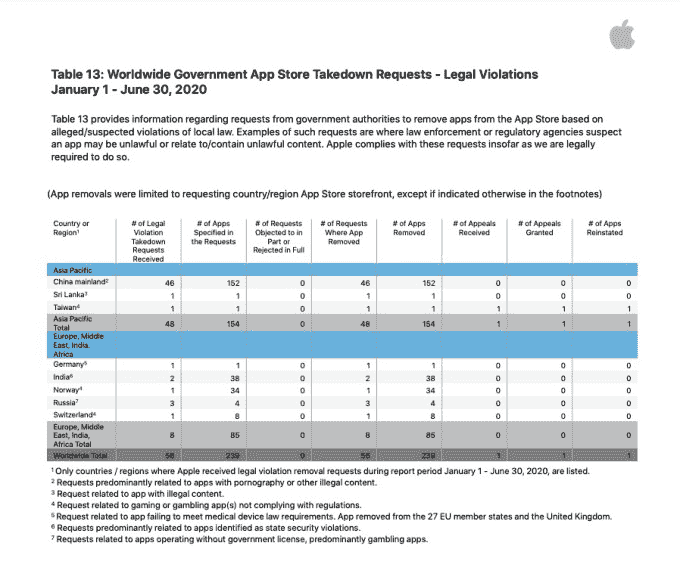 Table 13: Worldwide Government App Store Takedown Requests - Legal Violations
January 1 - June 30, 2020
Table 13 provides information regarding requests from government authorities to remove apps from the App Store based on
alleged/suspected violations of local law. Examples of such requests are where law enforcement or regulatory agencies suspect
an app may be unlawful or relate to/contain unlawful content. Apple complies with these requests insofar as we are legally
required to do so.
(App removals were limited to requesting country/region App Store storefront, except if indicated otherwise in the footnotes)
Country or Region¹ # of Legal Violation Takedown Requests Received # of Apps Specified in the Requests # of Requests Objected to in Part or Rejected in Full # of Requests Where App Removed # of Apps Removed # of Appeals Received # of Appeals Granted # of Apps Reinstated
Asia Pacific
China mainland² 46 152 0 46 152 0 0 0
Sri Lanka³ 1 1 0 1 1 0 0 0
Taiwan⁴ 1 1 0 1 1 1 1 1
Asia Pacific Total 48 154 0 48 154 1 1 1
Europe, Middle East, India, Africa
Germany⁵ 1 1 0 1 1 0 0 0
India⁶ 2 38 0 2 38 0 0 0
Norway⁴ 1 34 0 1 34 0 0 0
Russia⁷ 3 4 0 3 4 0 0 0
Switzerland⁴ 1 8 0 1 8 0 0 0
Europe, Middle East, India, Africa Total 8 85 0 8 85 0 0 0
Worldwide Total 56 239 0 56 239 1 1 1
¹ Only countries / regions where Apple received legal violation removal requests during report period January 1 - June 30, 2020, are listed.
² Requests predominantly related to apps with pornography or other illegal content.
³ Request related to app with illegal content.
⁴ Request related to gaming or gambling app(s) not complying with regulations.
⁵ Request related to app failing to meet medical device law requirements. App removed from the 27 EU member states and the United Kingdom.
⁶ Requests predominantly related to apps identified as state security violations.
⁷ Requests related to apps operating without government license, predominantly gambling apps.